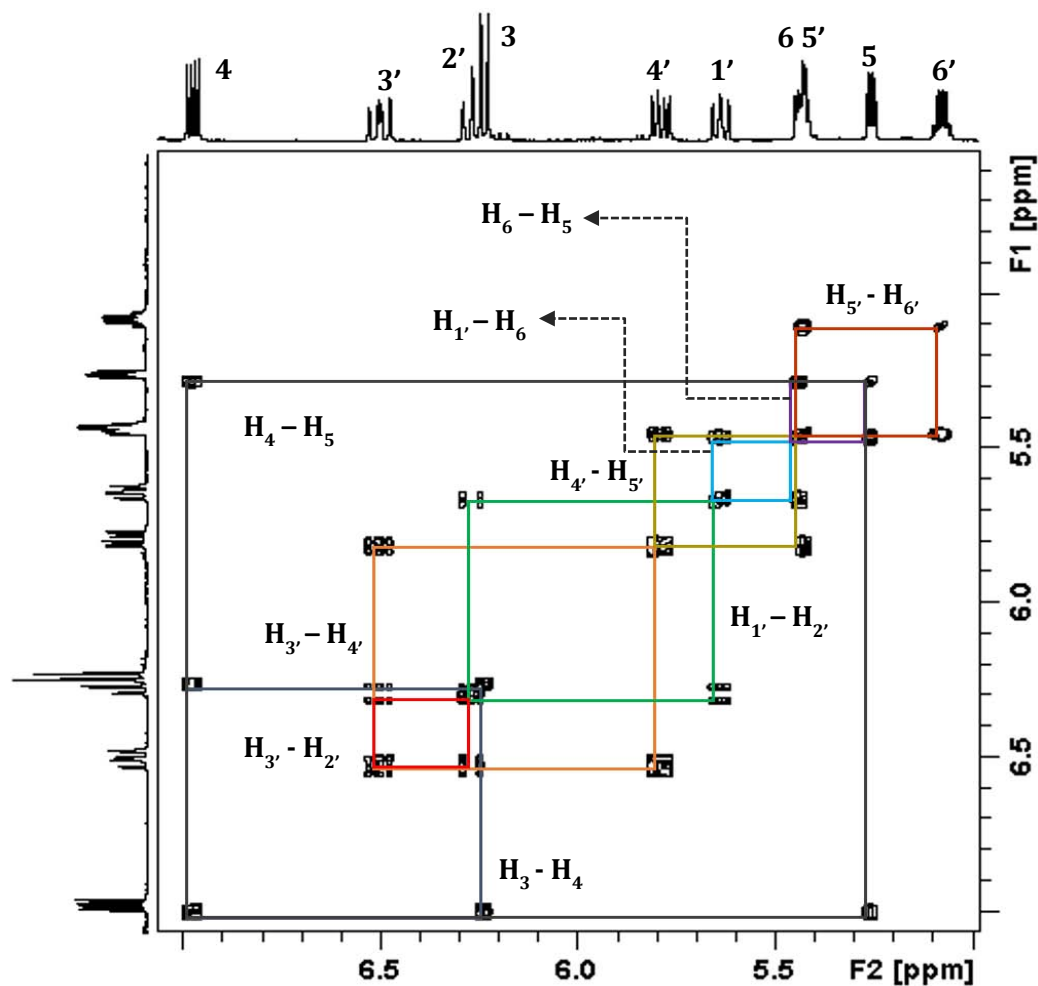 4
3’
2’
3
4’
1’
6 5’
5
6’
H₆ – H₅
H₁’ – H₆
H₅’ - H₆’
H₄ – H₅
H₄’ - H₅’
H₃’ – H₄’
H₁’ – H₂’
H₃’ - H₂’
H₃ - H₄
F1 [ppm]
5.5
6.0
6.5
6.5
6.0
5.5
F2 [ppm]